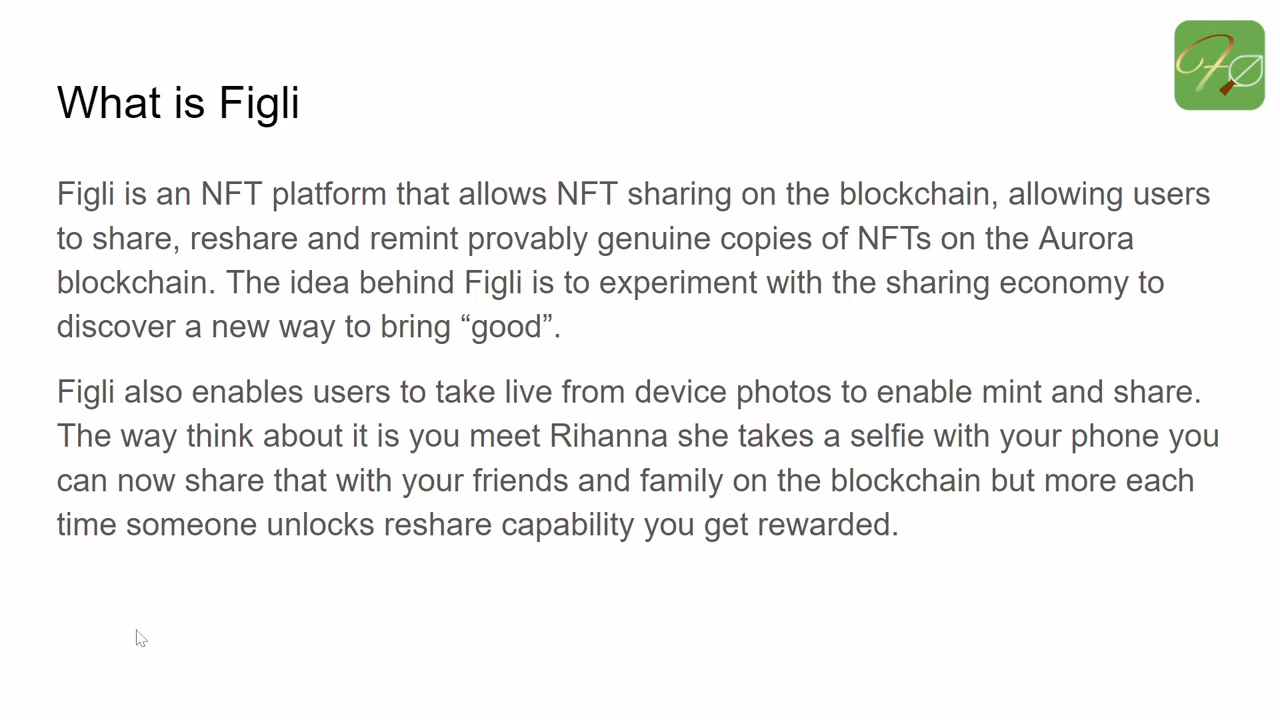 What is Figli
Figli is an NFT platform that allows NFT sharing on the blockchain, allowing users
to share, reshare and remint provably genuine copies of NFTs on the Aurora
blockchain. The idea behind Figli is to experiment with the sharing economy to
discover a new way to bring “good”.
Figli also enables users to take live from device photos to enable mint and share.
The way think about it is you meet Rihanna she takes a selfie with your phone you
can now share that with your friends and family on the blockchain but more each
time someone unlocks reshare capability you get rewarded.